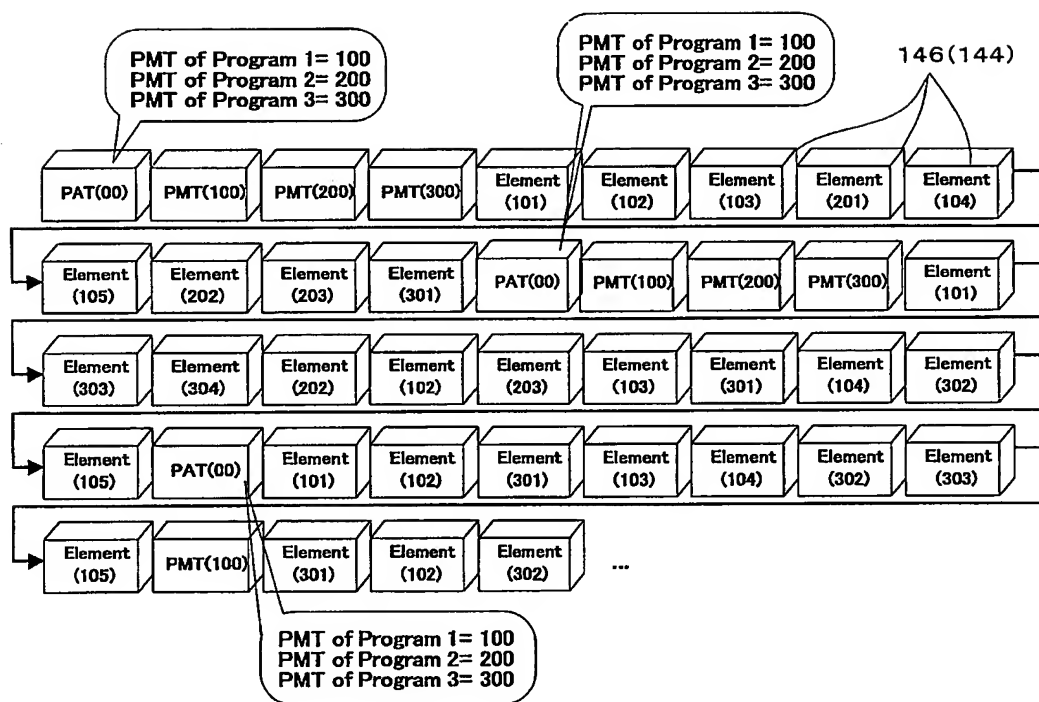 PMT of Program 1= 100
PMT of Program 2= 200
PMT of Program 3= 300
PMT of Program 1= 100
PMT of Program 2= 200
PMT of Program 3= 300
146(144)
PAT(00) PMT(100) PMT(200) PMT(300) Element (101) Element (102) Element (103) Element (201) Element (104)
Element (105) Element (202) Element (203) Element (301) PAT(00) PMT(100) PMT(200) PMT(300) Element (101)
Element (303) Element (304) Element (202) Element (102) Element (203) Element (103) Element (301) Element (104) Element (302)
Element (105) PAT(00) Element (101) Element (102) Element (301) Element (103) Element (104) Element (302) Element (303)
Element (105) PMT(100) Element (301) Element (102) Element (302) ...
PMT of Program 1= 100
PMT of Program 2= 200
PMT of Program 3= 300